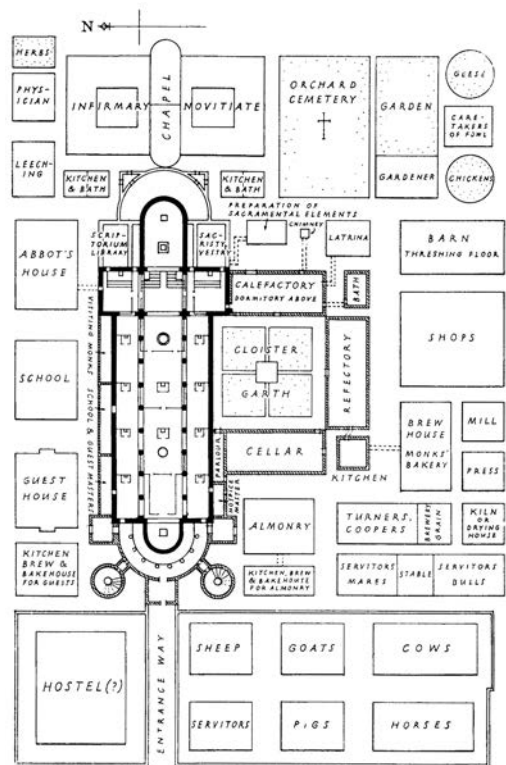 N
HERBS
PHY-
SICIAN
LEECH-
ING
INFIRMARY
CHAPEL
NOVITIATE
ORCHARD
CEMETERY
GARDEN
GARDENER
GEESE
CARE-
TAKERS
OF FOWL
CHICKENS
KITCHEN
& BATH
KITCHEN
& BATH
PREPARATION OF
SACRAMENTAL ELEMENTS
CHIMNEY
LATRINA
ABBOT'S
HOUSE
SCRIP-
TORIUM
LIBRARY
SAC-
RISTY
VESTRY
CALEFACTORY
DORMITORY ABOVE
BATH
BARN
THRESHING FLOOR
VISITING MONKS
SCHOOL & GUEST MASTERS
CLOISTER
GARTH
REFECTORY
SHOPS
SCHOOL
PARLOUR
CELLAR
KITCHEN
BREW
HOUSE
MONKS'
BAKERY
MILL
PRESS
GUEST
HOUSE
HOSPICE
MASTER
ALMONRY
TURNERS,
COOPERS
BREWERY
GRAIN
KILN
OR
DRYING
HOUSE
KITCHEN
BREW &
BAKEHOUSE
FOR GUESTS
KITCHEN, BREW
& BAKEHOUSE
FOR ALMONRY
SERVITORS
MARES
STABLE
SERVITORS
BULLS
HOSTEL(?)
ENTRANCE WAY
SHEEP
GOATS
COWS
SERVITORS
PIGS
HORSES